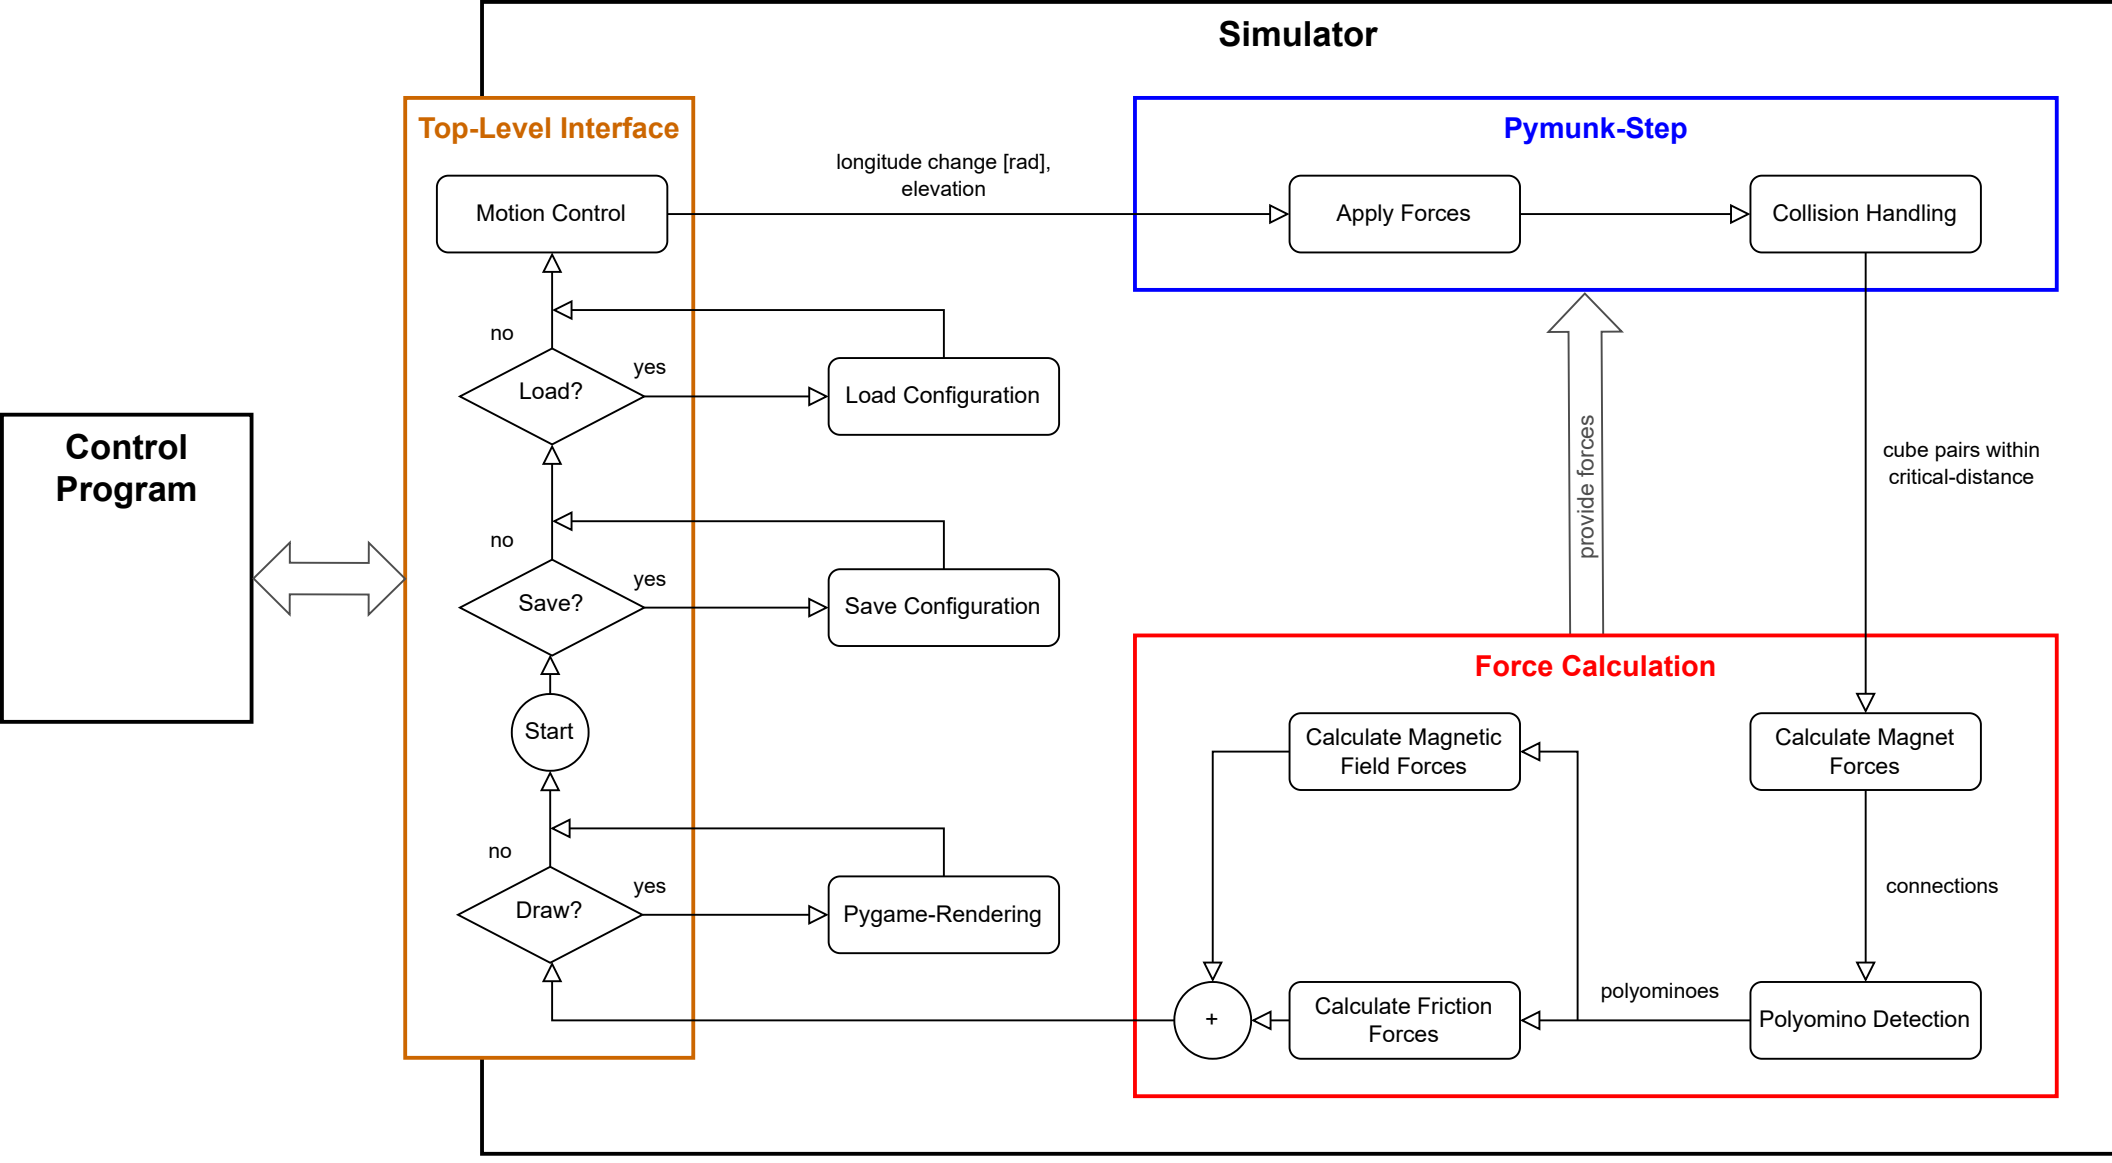 Simulator
Top-Level Interface
Pymunk-Step
longitude change [rad],
elevation
Motion Control
Apply Forces
Collision Handling
no
yes
Load?
Load Configuration
Control
Program
provide forces
cube pairs within
critical-distance
no
yes
Save?
Save Configuration
Force Calculation
Start
Calculate Magnetic
Field Forces
Calculate Magnet
Forces
no
yes
Draw?
Pygame-Rendering
connections
polyominoes
+
Calculate Friction
Forces
Polyomino Detection